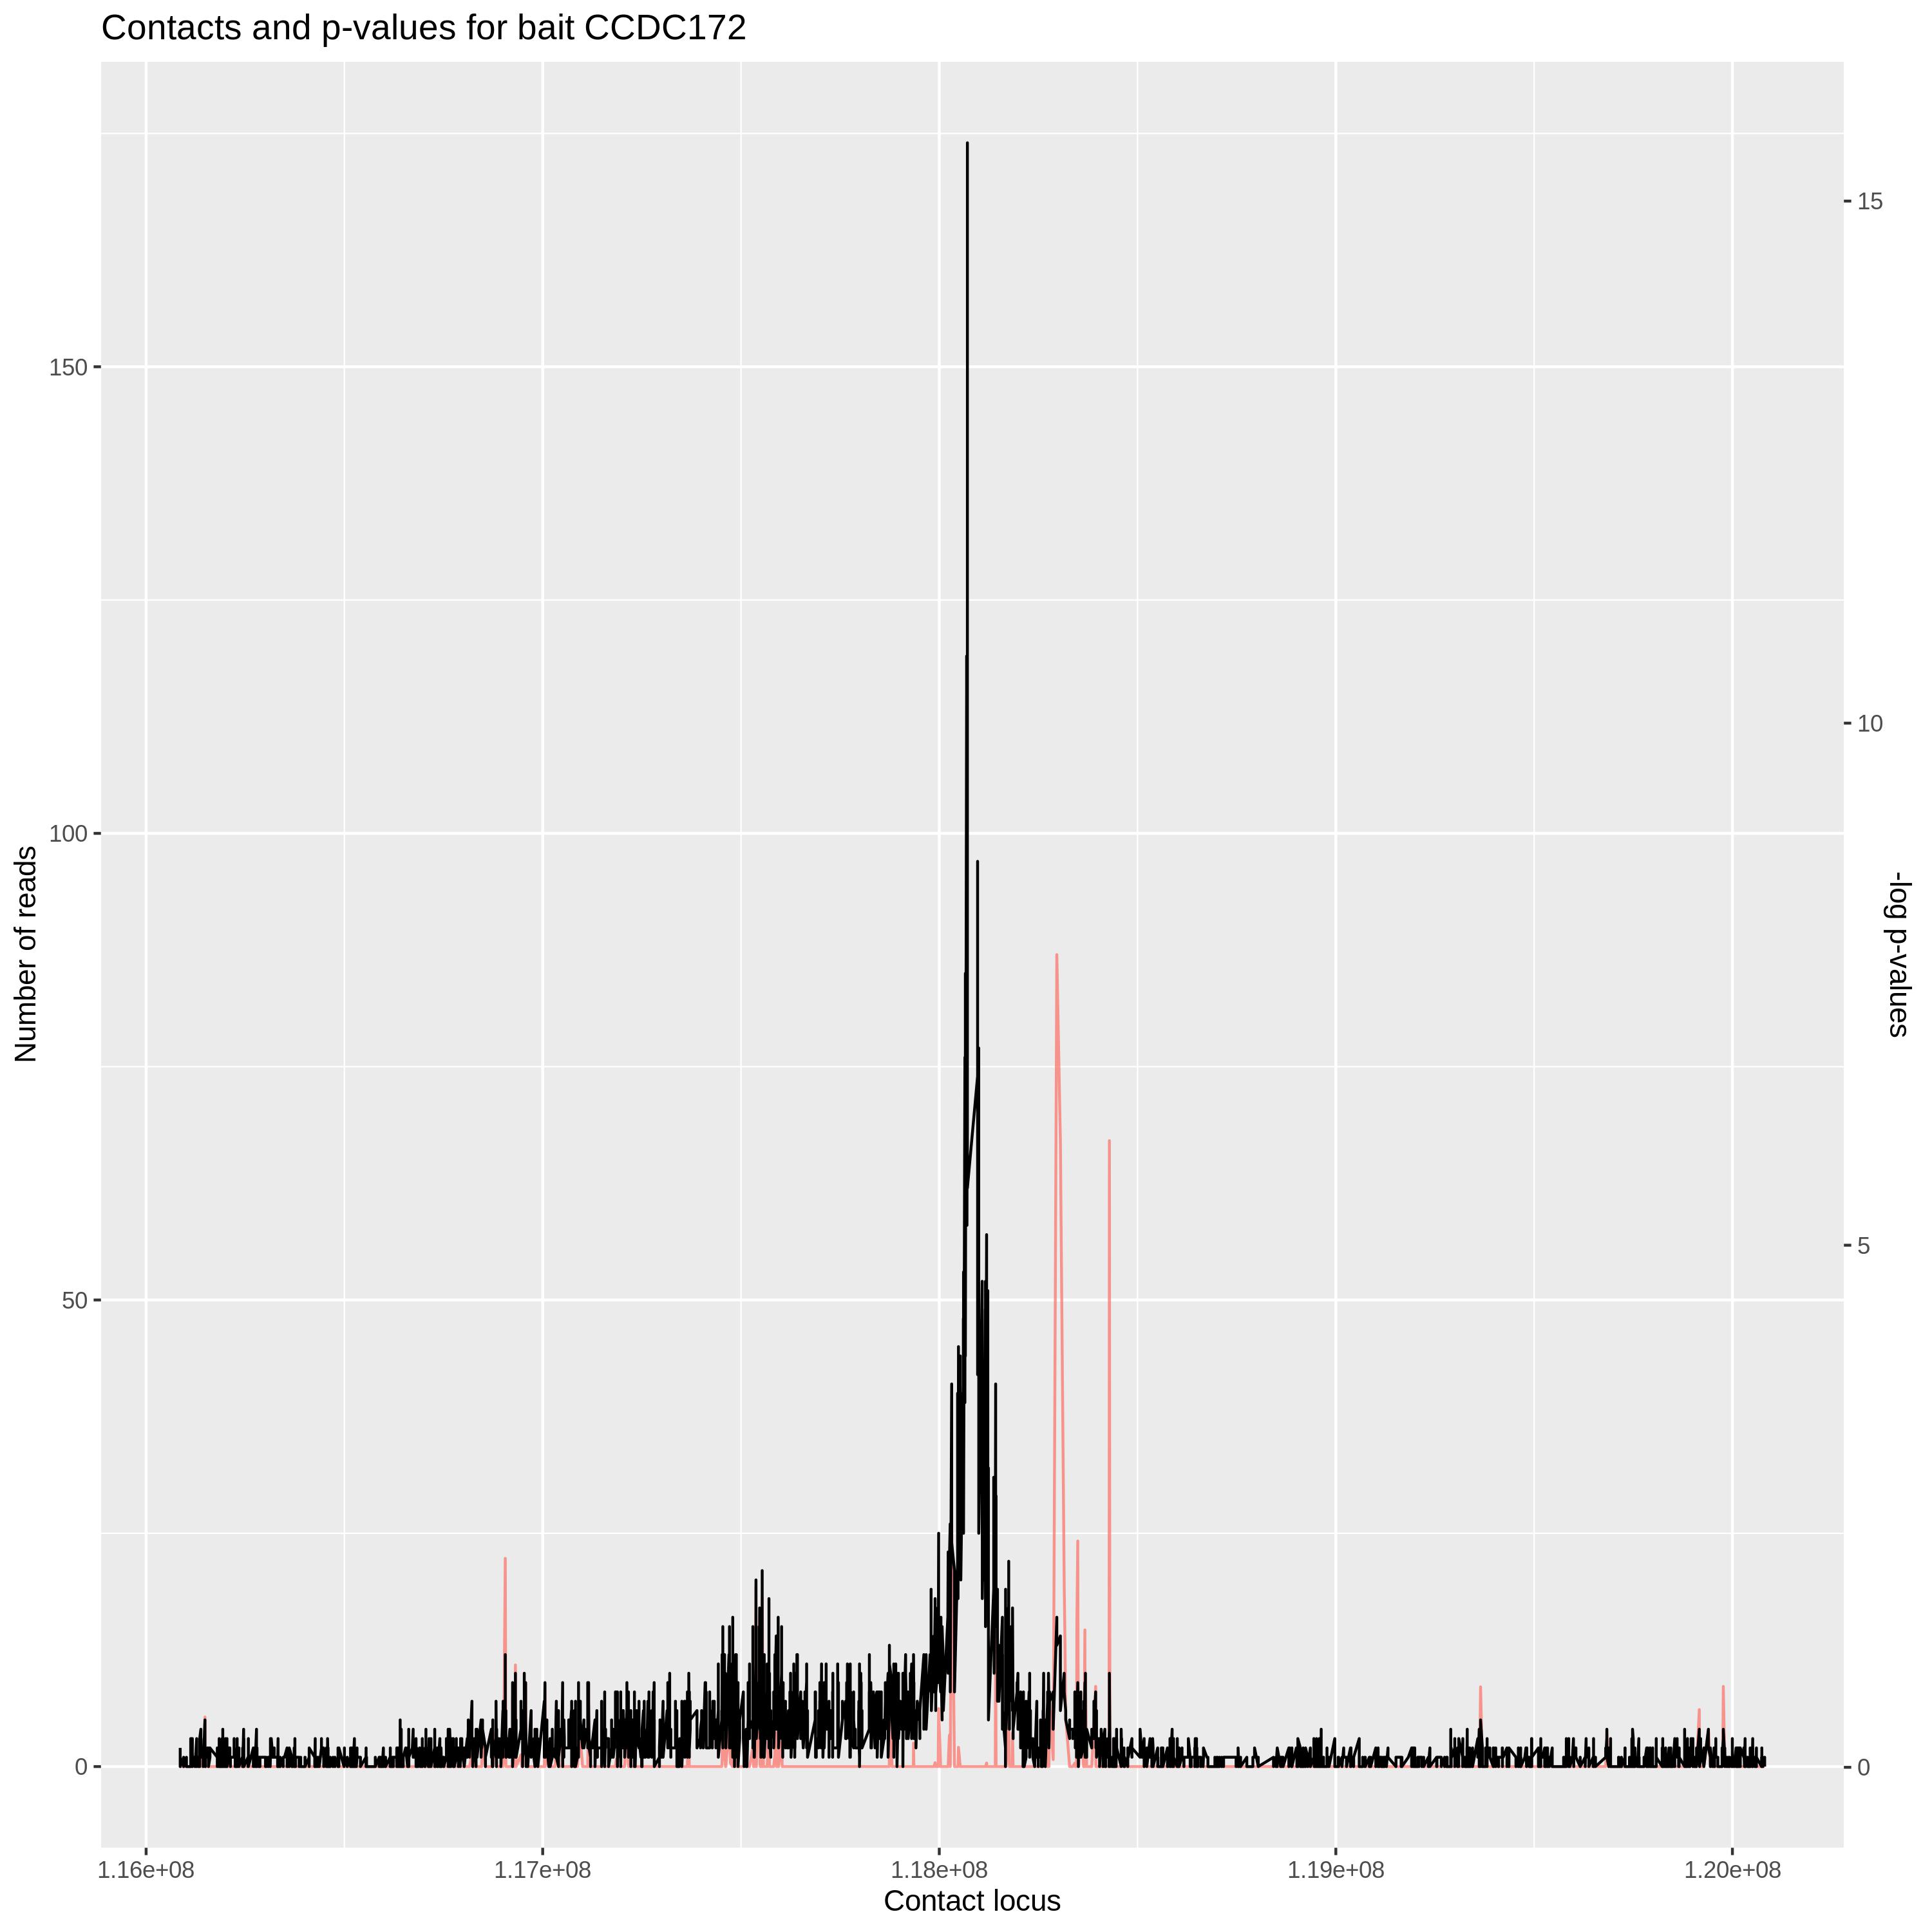 Contacts and p-values for bait CCDC172
150
100
50
0
Number of reads
15
10
5
0
-log p-values
1.16e+08
1.17e+08
1.18e+08
1.19e+08
1.20e+08
Contact locus